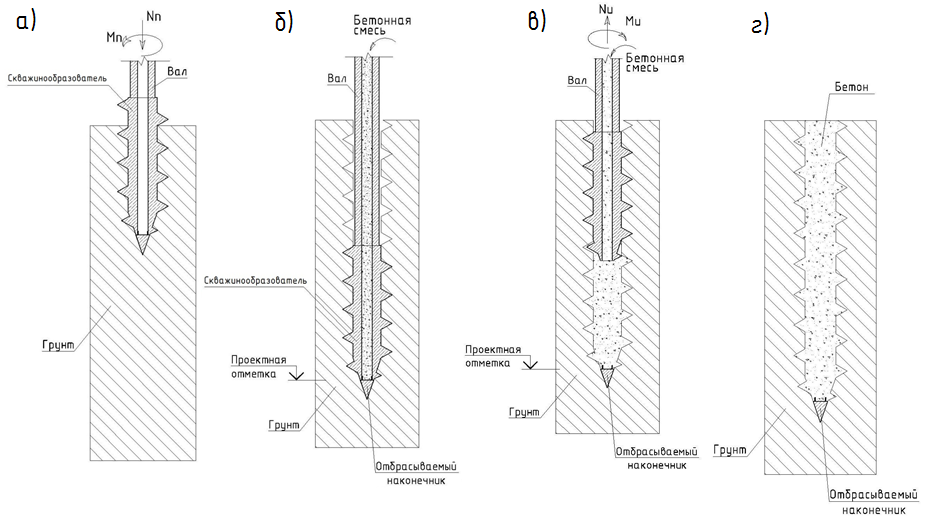 а)
Nп
Mп
Скважинообразователь
Вал
Грунт
б)
Бетонная
смесь
Вал
Скважинообразователь
Проектная
отметка
Грунт
Отбрасываемый
наконечник
в)
Nи
Mи
Бетонная
смесь
Вал
Проектная
отметка
Грунт
Отбрасываемый
наконечник
г)
Бетон
Грунт
Отбрасываемый
наконечник